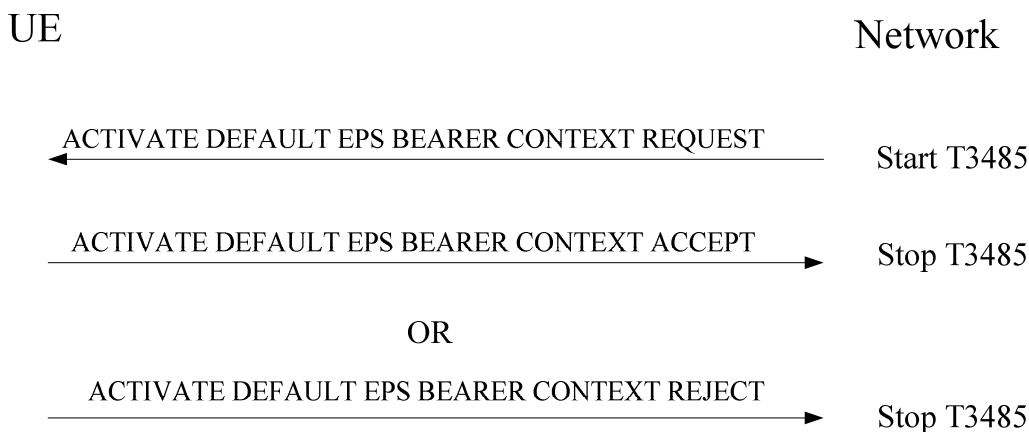 UE
Network
ACTIVATE DEFAULT EPS BEARER CONTEXT REQUEST
Start T3485
ACTIVATE DEFAULT EPS BEARER CONTEXT ACCEPT
Stop T3485
OR
ACTIVATE DEFAULT EPS BEARER CONTEXT REJECT
Stop T3485